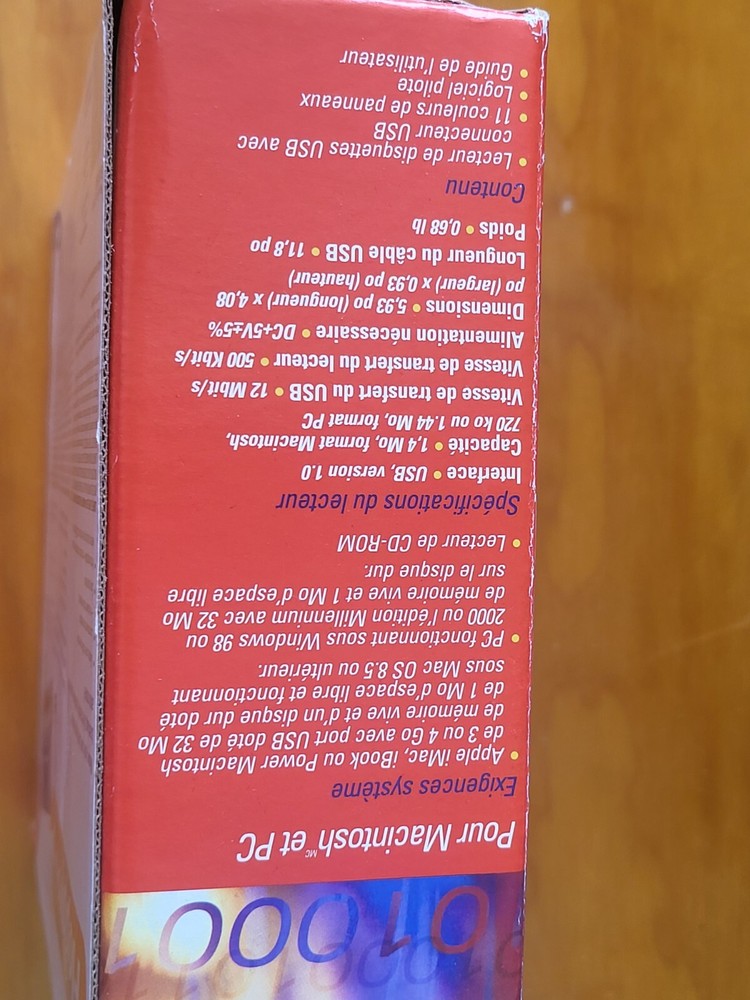 01 0001
Pour Macintosh MC et PC
Exigences système
• Apple iMac, iBook ou Power Macintosh
de 3 ou 4 Go avec port USB doté de 32 Mo
de mémoire vive et d'un disque dur doté
de 1 Mo d'espace libre et fonctionnant
sous Mac OS 8.5 ou ultérieur.
• PC fonctionnant sous Windows 98 ou
2000 ou l'édition Millennium avec 32 Mo
de mémoire vive et 1 Mo d'espace libre
sur le disque dur.
• Lecteur de CD-ROM
Spécifications du lecteur
Interface • USB, version 1.0
Capacité • 1,4 Mo, format Macintosh,
720 ko ou 1.44 Mo, format PC
Vitesse de transfert du USB • 12 Mbit/s
Vitesse de transfert du lecteur • 500 Kbit/s
Alimentation nécessaire • DC+5V±5%
Dimensions • 5,93 po (longueur) x 4,08
po (largeur) x 0,93 po (hauteur)
Longueur du câble USB • 11,8 po
Poids • 0,68 lb
Contenu
• Lecteur de disquettes USB avec
connecteur USB
• 11 couleurs de panneaux
• Logiciel pilote
• Guide de l'utilisateur